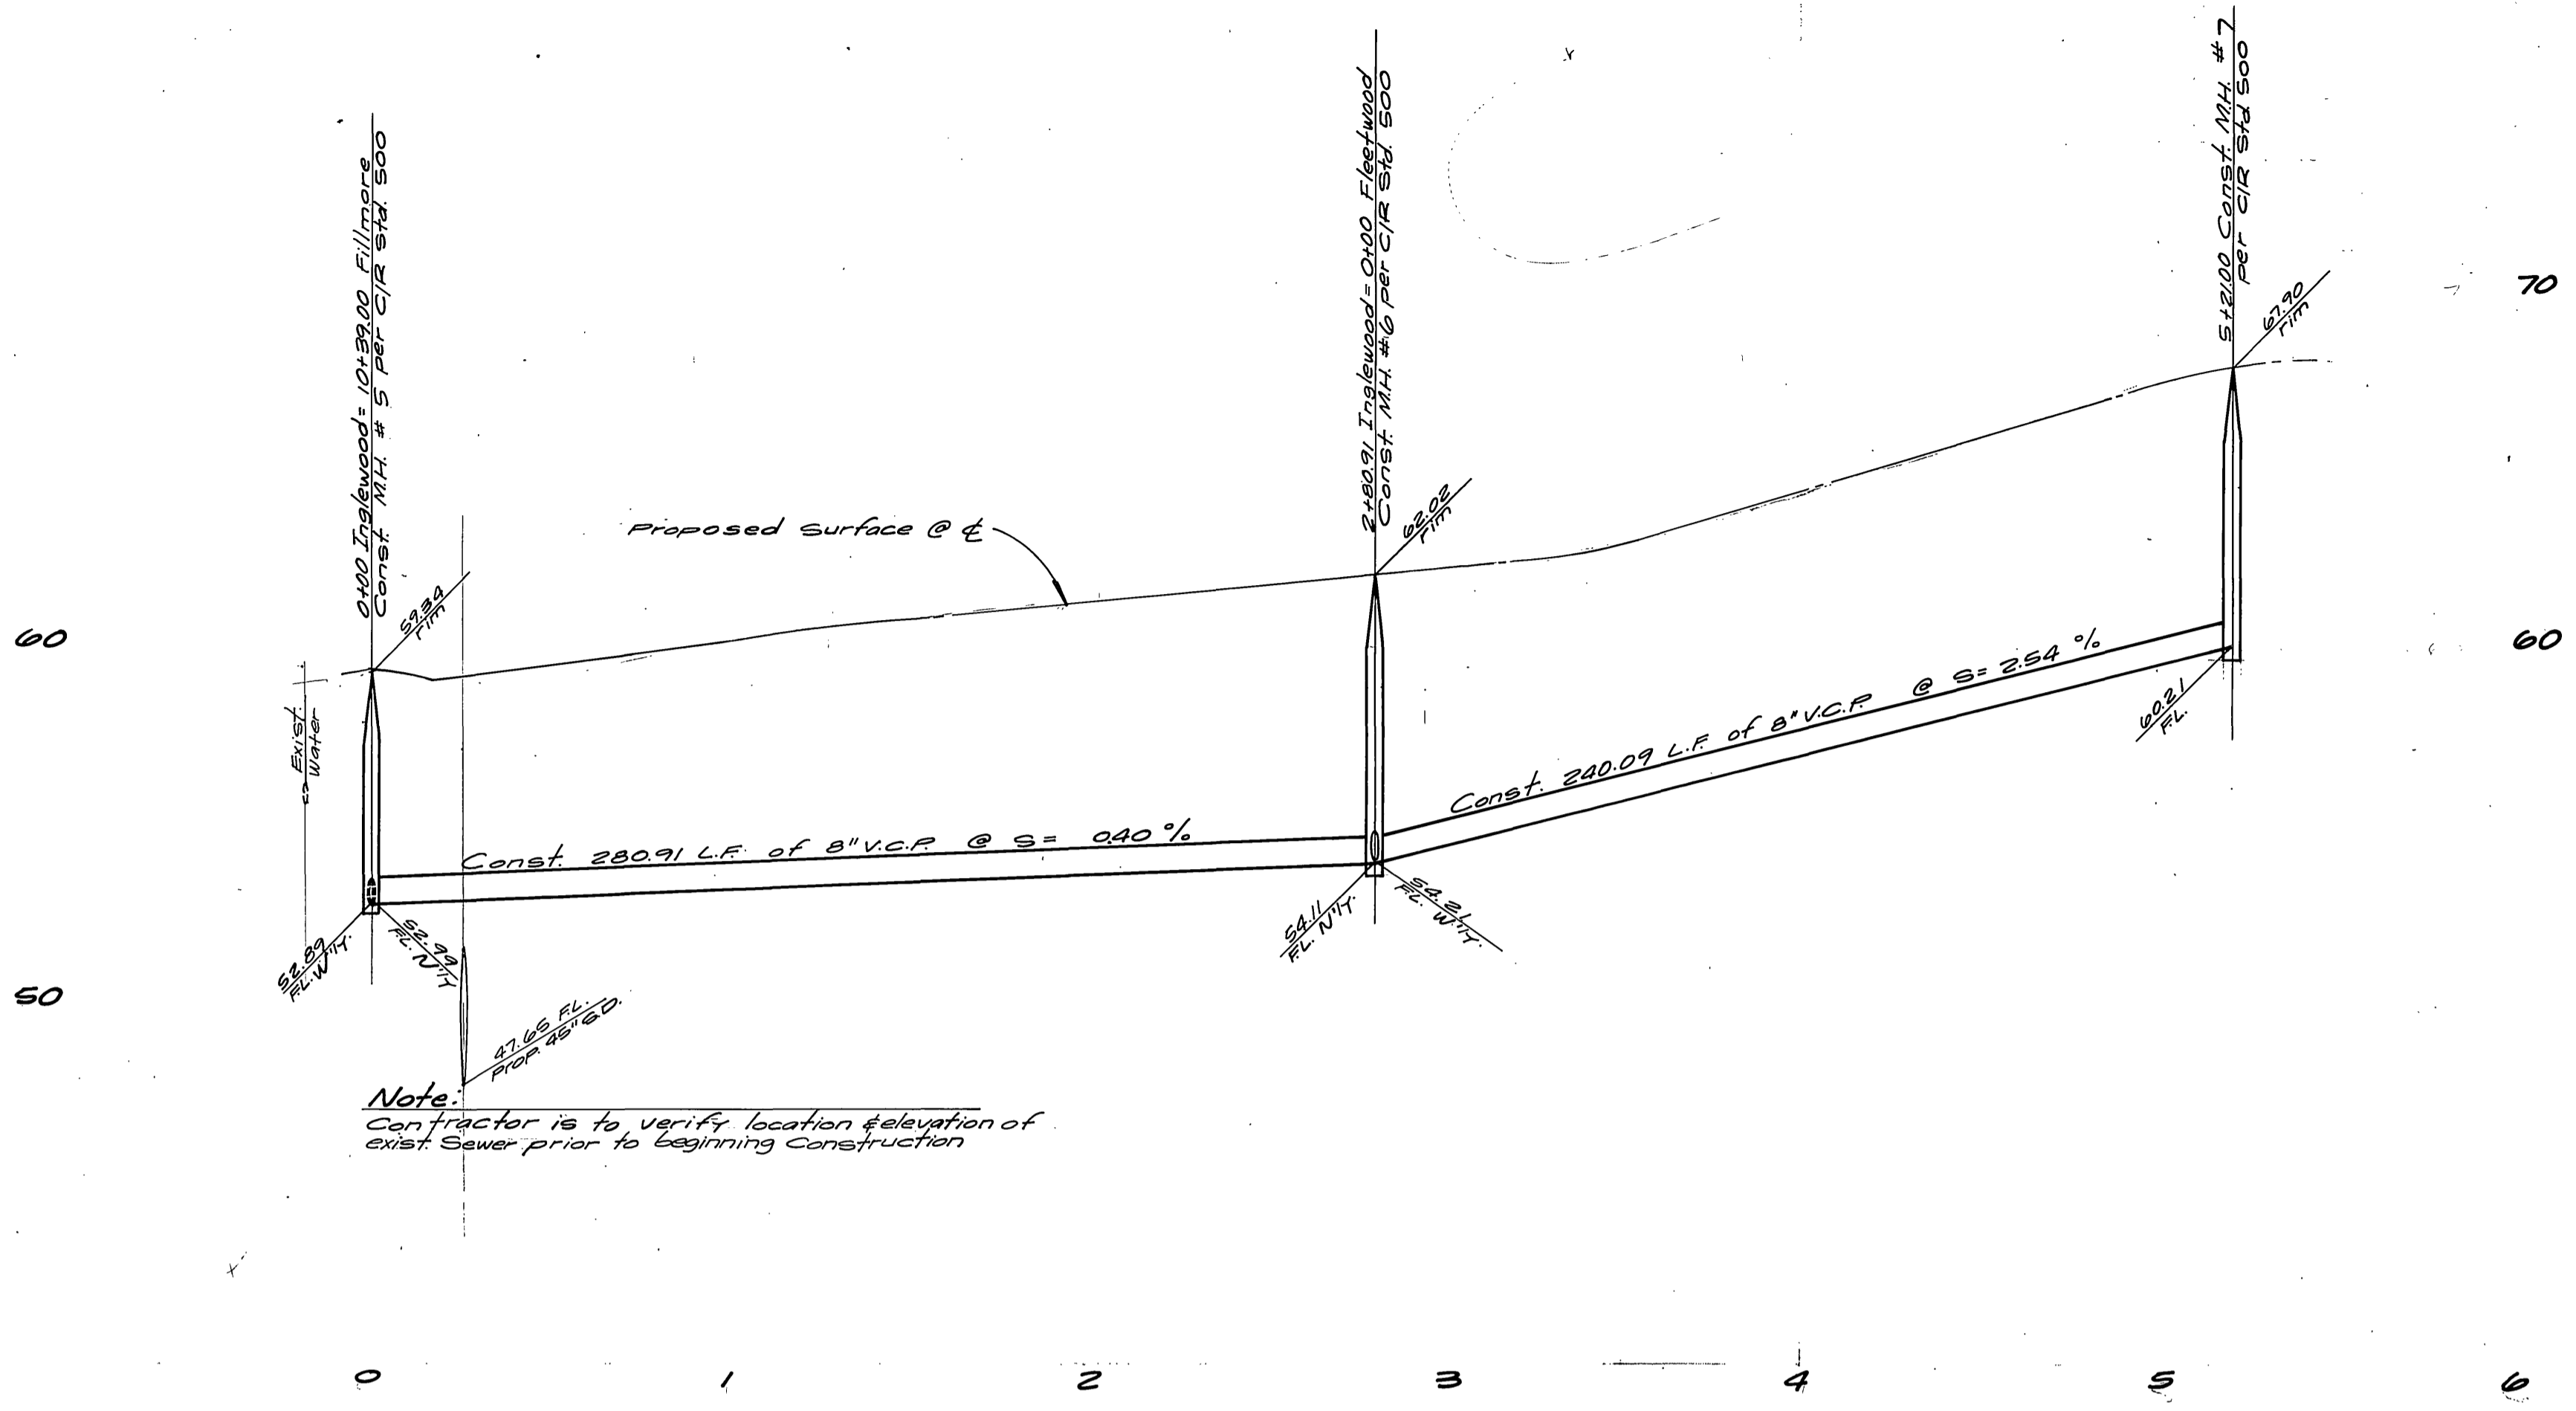 0+00 Inglewood = 10+39.00 Fillmore
Const. M.H. # 5 per C/R Std. 500
2+80.91 Inglewood = 0+00 Fleetwood
Const. M.H. #6 per C/R Std. 500
5+21.00 Const. M.H. #7
per C/R Std 500
70
67.90
rim
62.02
rim
Proposed Surface @ ℄
59.34
rim
60
60
Exist.
Water
Const. 240.09 L.F. of 8" V.C.P. @ S= 2.54 %
60.21
F.L.
Const. 280.91 L.F. of 8" V.C.P. @ S= 0.40 %
52.89
F.L. W'ly.
52.99
F.L. N'ly
54.11
F.L. N'ly.
54.21
F.L. W'ly.
50
47.65 F.L.
Prop. 45" S.D.
Note:
Contractor is to verify location & elevation of
exist. Sewer prior to beginning Construction
0 1 2 3 4 5 6